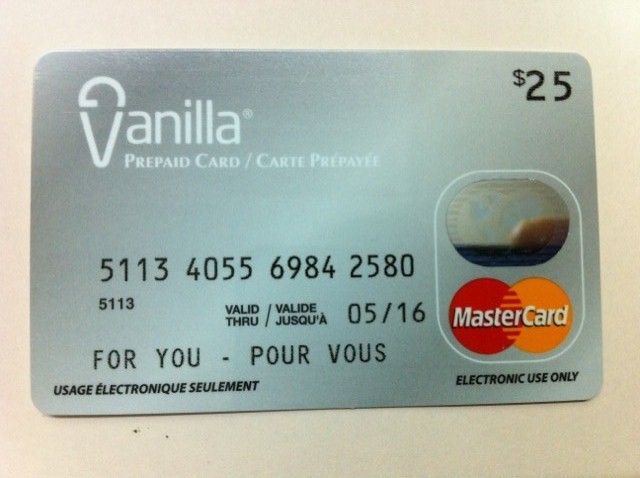 $25
Vanilla®
PREPAID CARD / CARTE PRÉPAYÉE
5113 4055 6984 2580
5113
VALID / VALIDE
THRU / JUSQU'À 05/16
MasterCard
FOR YOU - POUR VOUS
USAGE ÉLECTRONIQUE SEULEMENT
ELECTRONIC USE ONLY